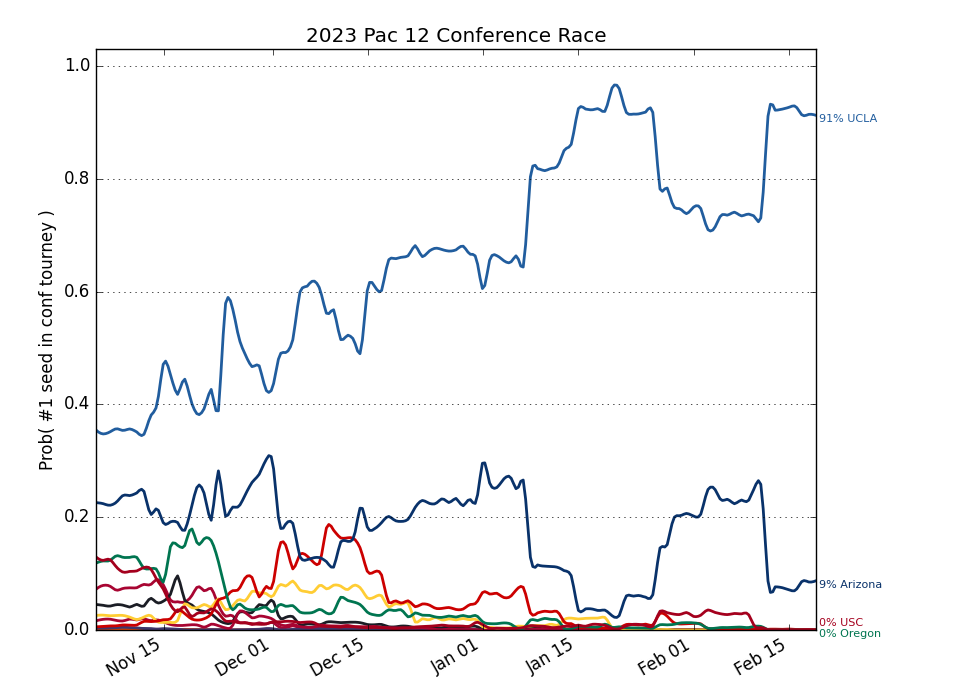 2023 Pac 12 Conference Race
Prob( #1 seed in conf tourney )
1.0
0.8
0.6
0.4
0.2
0.0
91% UCLA
9% Arizona
0% USC
0% Oregon
Nov 15
Dec 01
Dec 15
Jan 01
Jan 15
Feb 01
Feb 15